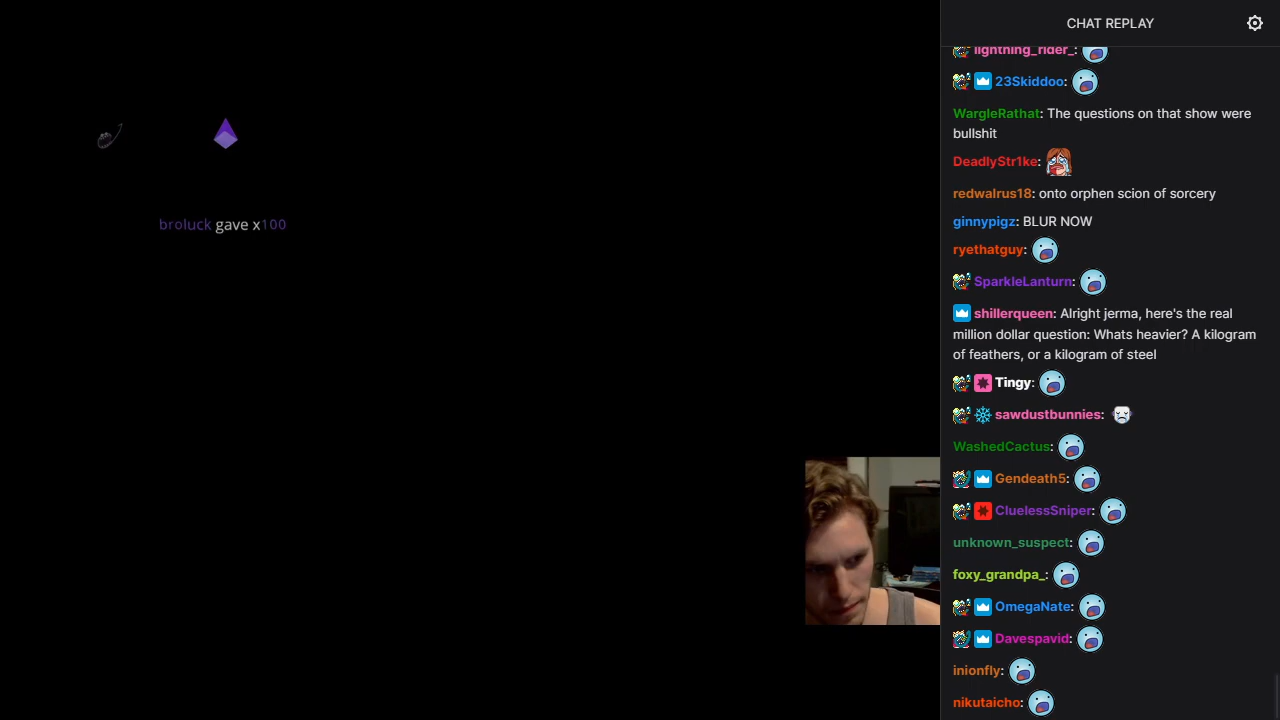 CHAT REPLAY
lightning_rider_:
23Skiddoo:
WargleRathat: The questions on that show were
bullshit
DeadlyStr1ke:
redwalrus18: onto orphen scion of sorcery
ginnypigz: BLUR NOW
broluck gave x100
ryethatguy:
SparkleLanturn:
shillerqueen: Alright jerma, here's the real
million dollar question: Whats heavier? A kilogram
of feathers, or a kilogram of steel
Tingy:
sawdustbunnies:
WashedCactus:
Gendeath5:
CluelessSniper:
unknown_suspect:
foxy_grandpa_:
OmegaNate:
Davespavid:
inionfly:
nikutaicho: